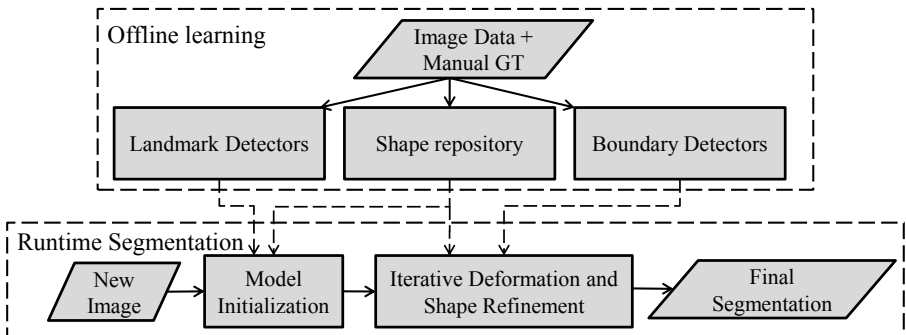 Offline learning
Image Data +
Manual GT
Landmark Detectors
Shape repository
Boundary Detectors
Runtime Segmentation
New
Image
Model
Initialization
Iterative Deformation and
Shape Refinement
Final
Segmentation